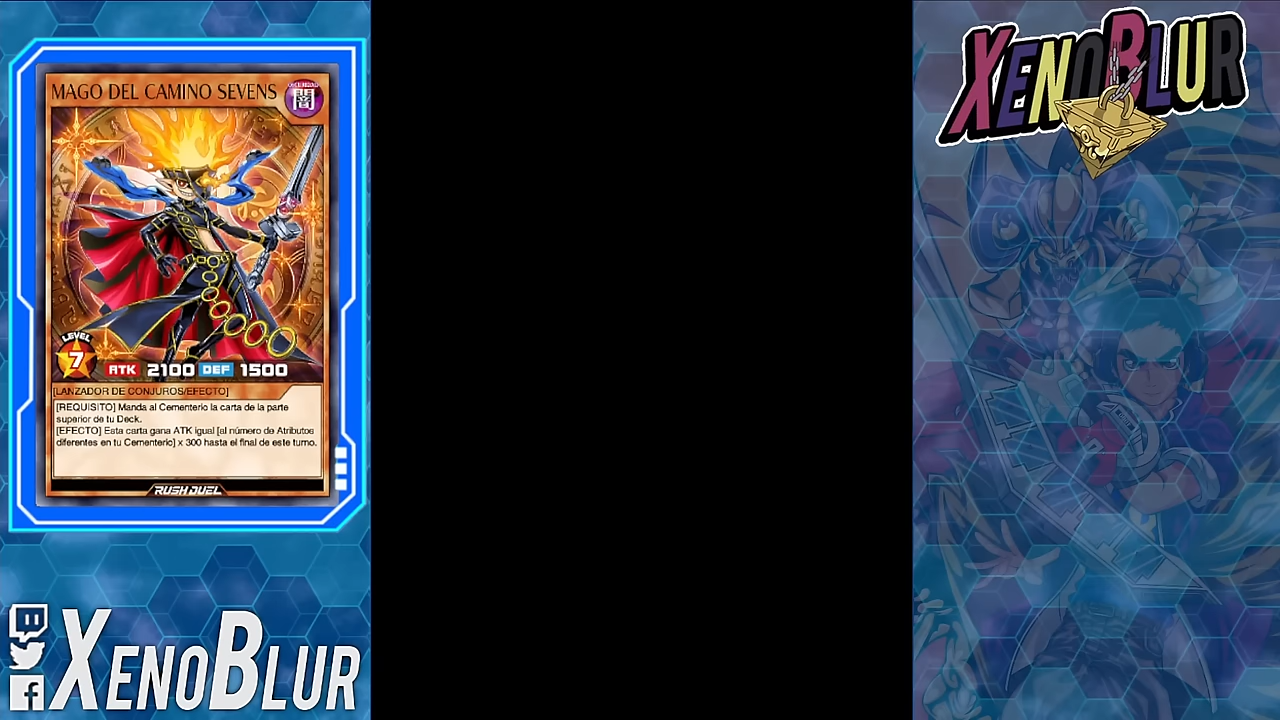 MAGO DEL CAMINO SEVENS
闇
LEVEL
7
ATK 2100 DEF 1500
[LANZADOR DE CONJUROS/EFECTO]
[REQUISITO] Manda al Cementerio la carta de la parte
superior de tu Deck.
[EFECTO] Esta carta gana ATK igual [al número de Atributos
diferentes en tu Cementerio] x 300 hasta el final de este turno.
RUSH DUEL
XENOBLUR
XENOBLUR